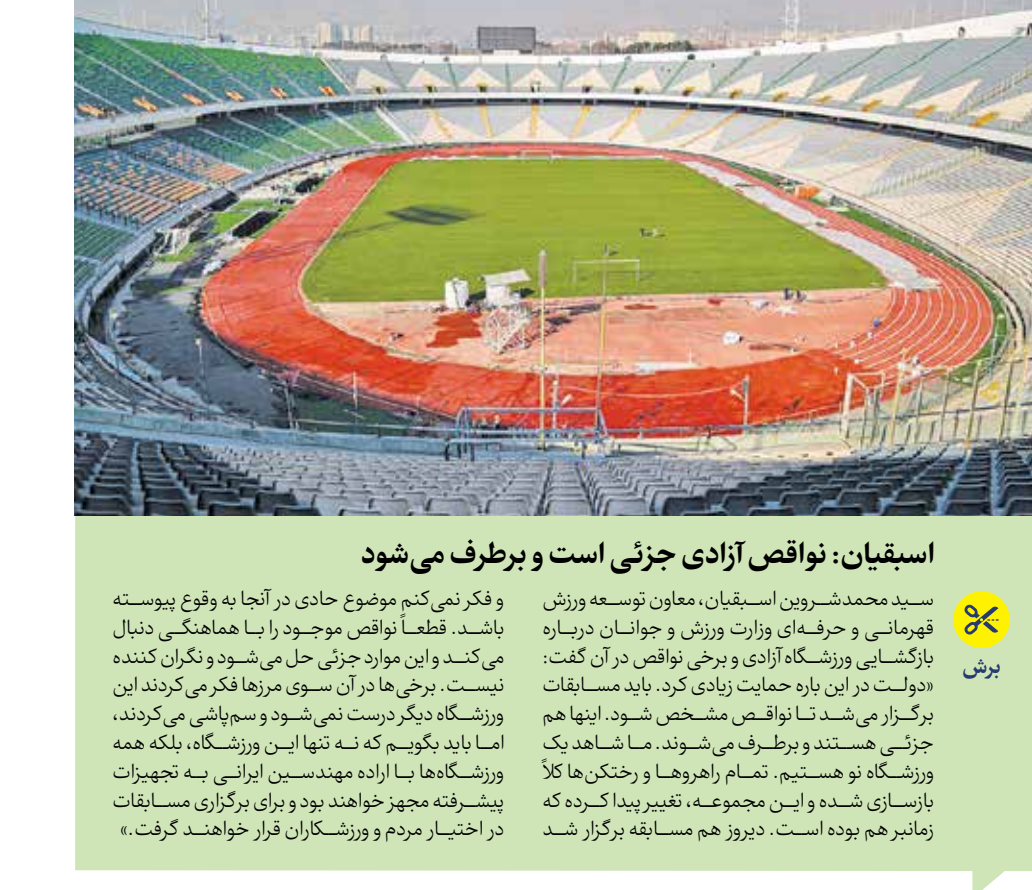 اسبقیان: نواقص آزادی جزئی است و برطرف می‌شود
برش
سید محمدشروین اسبقیان، معاون توسعه ورزش
قهرمانی و حرفه‌ای وزارت ورزش و جوانان درباره
بازگشایی ورزشگاه آزادی و برخی نواقص در آن گفت:
«دولت در این باره حمایت زیادی کرد. باید مسابقات
برگزار می‌شد تا نواقص مشخص شود. اینها هم
جزئی هستند و برطرف می‌شوند. ما شاهد یک
ورزشگاه نو هستیم. تمام راهروها و رختکن‌ها کلاً
بازسازی شده و این مجموعه، تغییر پیدا کرده که
زمانبر هم بوده است. دیروز هم مسابقه برگزار شد
و فکر نمی‌کنم موضوع حادی در آنجا به وقوع پیوسته
باشد. قطعاً نواقص موجود را با هماهنگی دنبال
می‌کند و این موارد جزئی حل می‌شود و نگران کننده
نیست. برخی‌ها در آن سوی مرزها فکر می‌کردند این
ورزشگاه دیگر درست نمی‌شود و سم‌پاشی می‌کردند،
اما باید بگویم که نه تنها این ورزشگاه، بلکه همه
ورزشگاه‌ها با اراده مهندسین ایرانی به تجهیزات
پیشرفته مجهز خواهند بود و برای برگزاری مسابقات
در اختیار مردم و ورزشکاران قرار خواهند گرفت.»